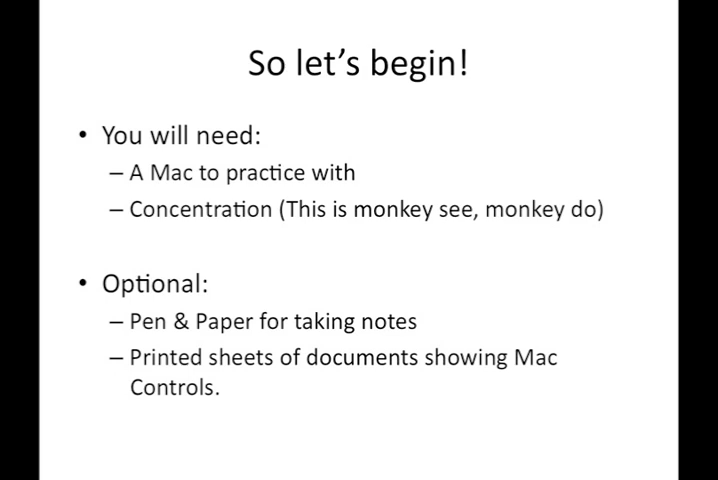 So let's begin!
• You will need:
– A Mac to practice with
– Concentration (This is monkey see, monkey do)
• Optional:
– Pen & Paper for taking notes
– Printed sheets of documents showing Mac
Controls.